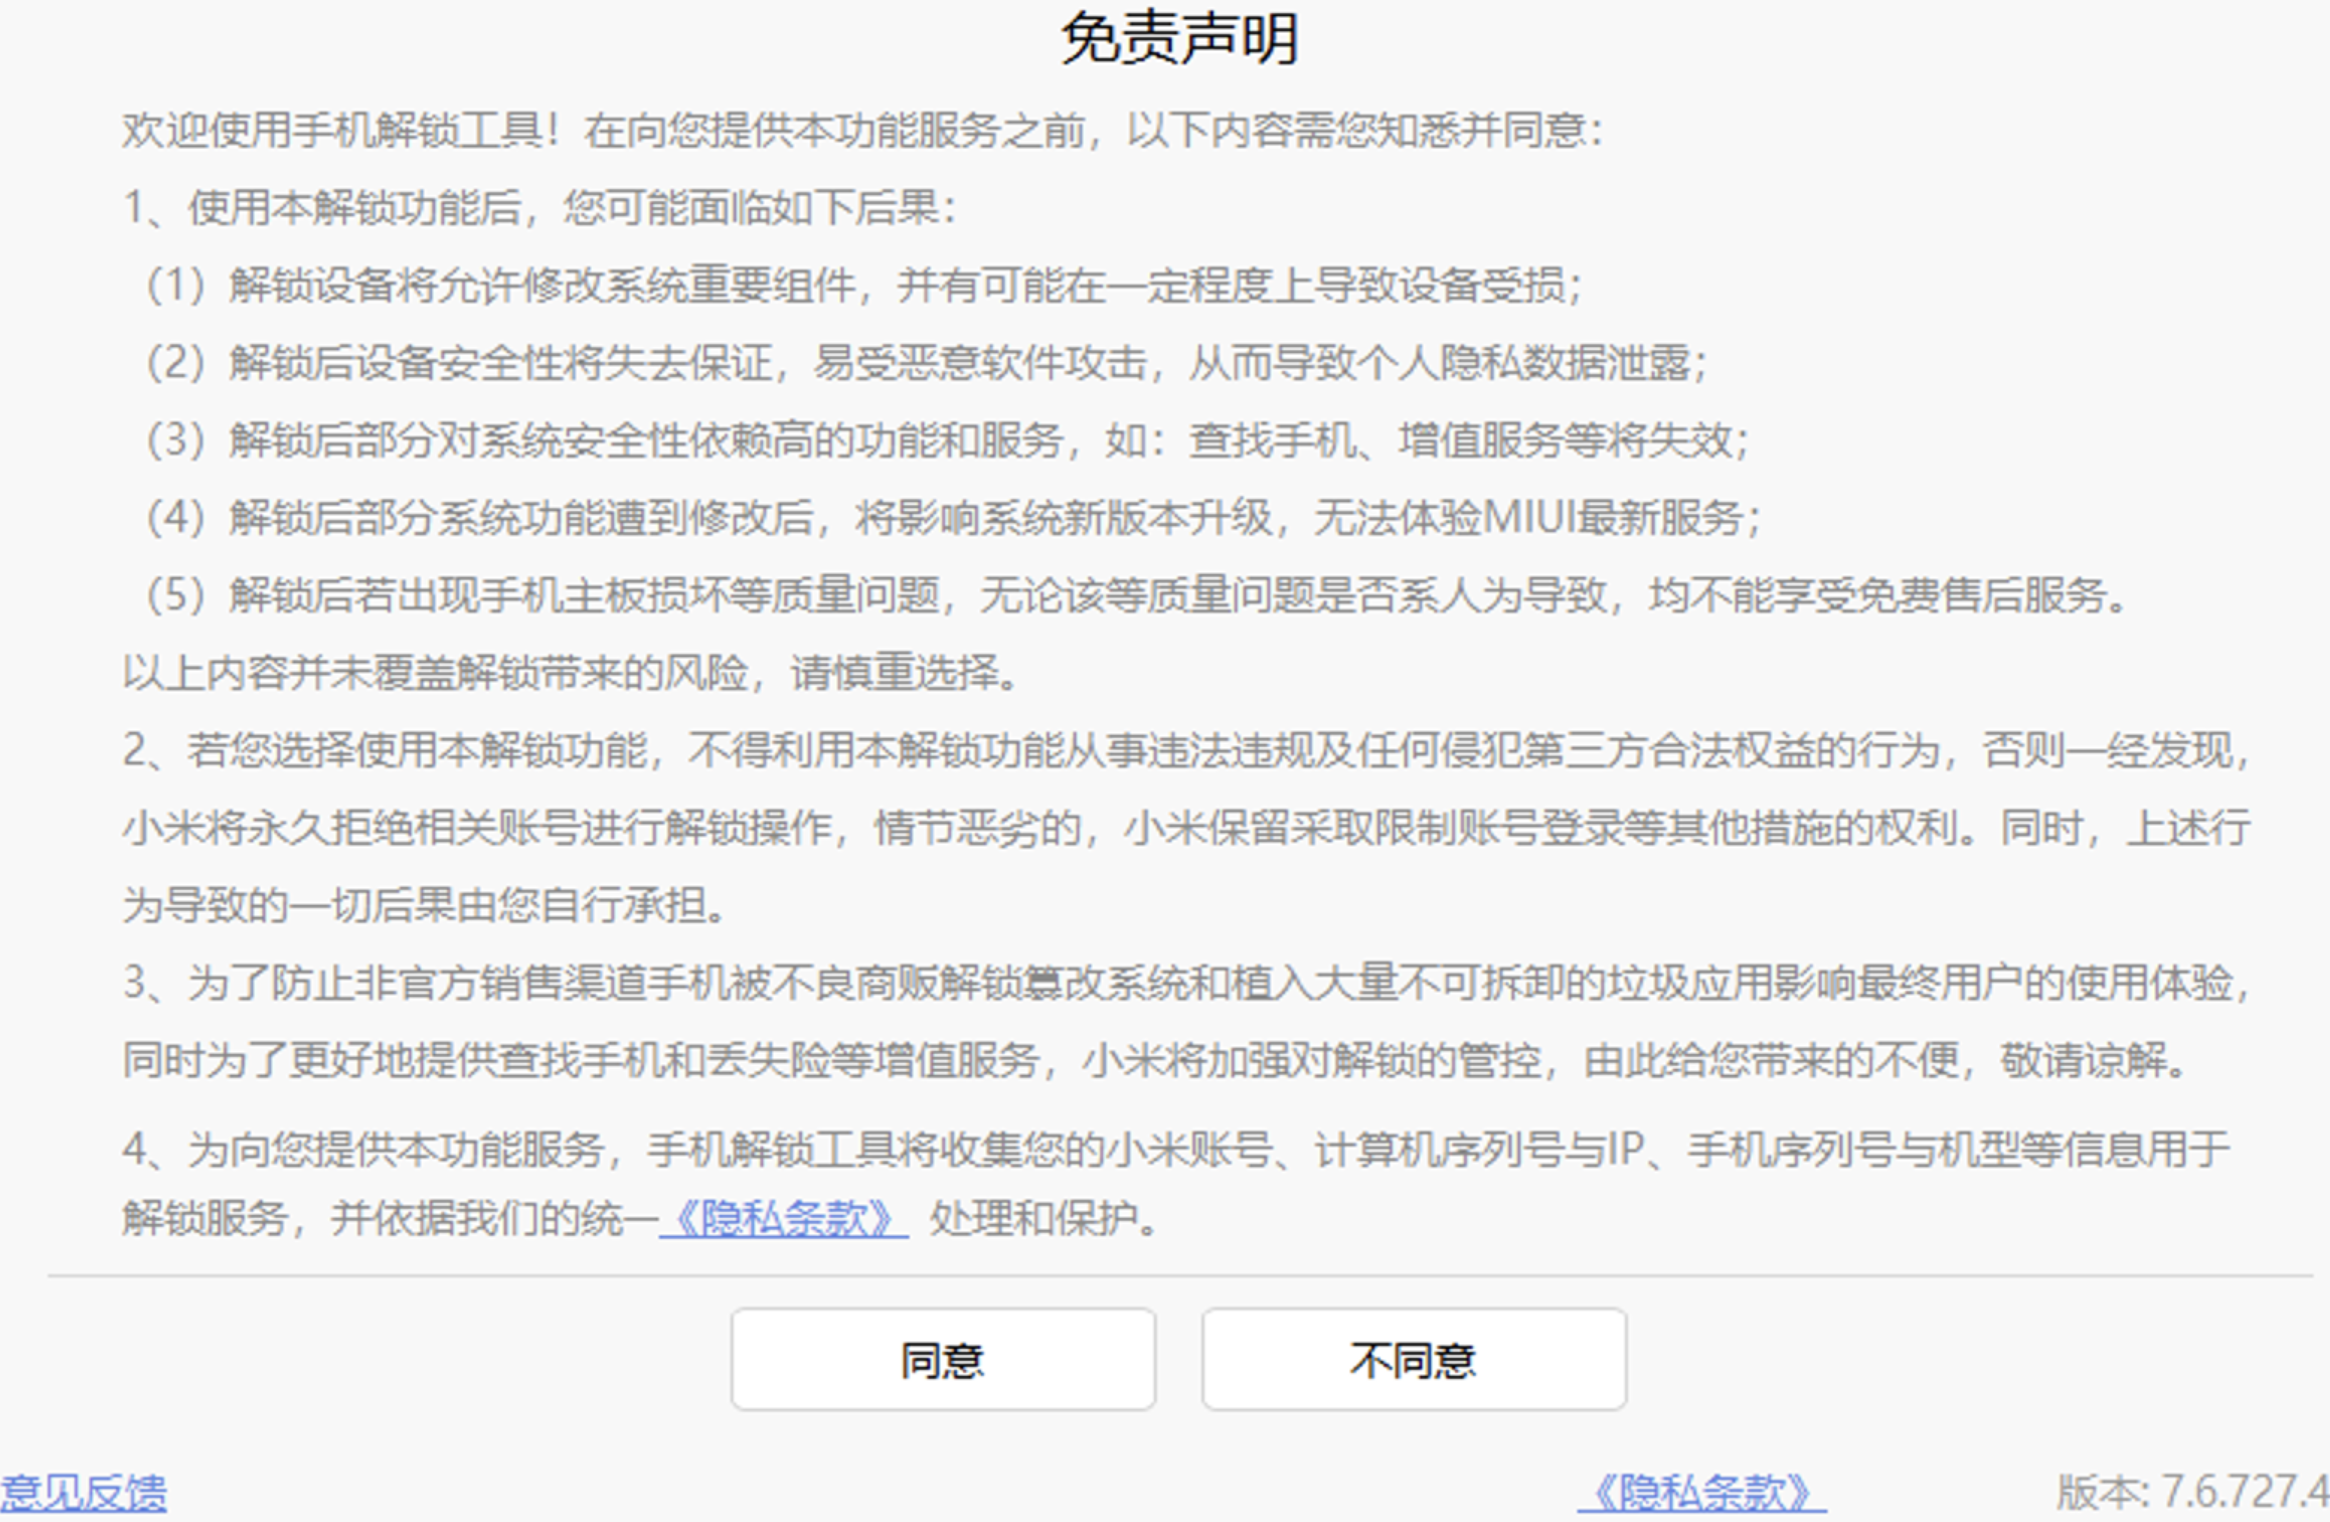 免责声明
欢迎使用手机解锁工具！在向您提供本功能服务之前，以下内容需您知悉并同意：
1、使用本解锁功能后，您可能面临如下后果：
（1）解锁设备将允许修改系统重要组件，并有可能在一定程度上导致设备受损；
（2）解锁后设备安全性将失去保证，易受恶意软件攻击，从而导致个人隐私数据泄露；
（3）解锁后部分对系统安全性依赖高的功能和服务，如：查找手机、增值服务等将失效；
（4）解锁后部分系统功能遭到修改后，将影响系统新版本升级，无法体验MIUI最新服务；
（5）解锁后若出现手机主板损坏等质量问题，无论该等质量问题是否系人为导致，均不能享受免费售后服务。
以上内容并未覆盖解锁带来的风险，请慎重选择。
2、若您选择使用本解锁功能，不得利用本解锁功能从事违法违规及任何侵犯第三方合法权益的行为，否则一经发现，
小米将永久拒绝相关账号进行解锁操作，情节恶劣的，小米保留采取限制账号登录等其他措施的权利。同时，上述行
为导致的一切后果由您自行承担。
3、为了防止非官方销售渠道手机被不良商贩解锁篡改系统和植入大量不可拆卸的垃圾应用影响最终用户的使用体验，
同时为了更好地提供查找手机和丢失险等增值服务，小米将加强对解锁的管控，由此给您带来的不便，敬请谅解。
4、为向您提供本功能服务，手机解锁工具将收集您的小米账号、计算机序列号与IP、手机序列号与机型等信息用于
解锁服务，并依据我们的统一《隐私条款》 处理和保护。
同意 不同意
意见反馈 《隐私条款》 版本: 7.6.727.4